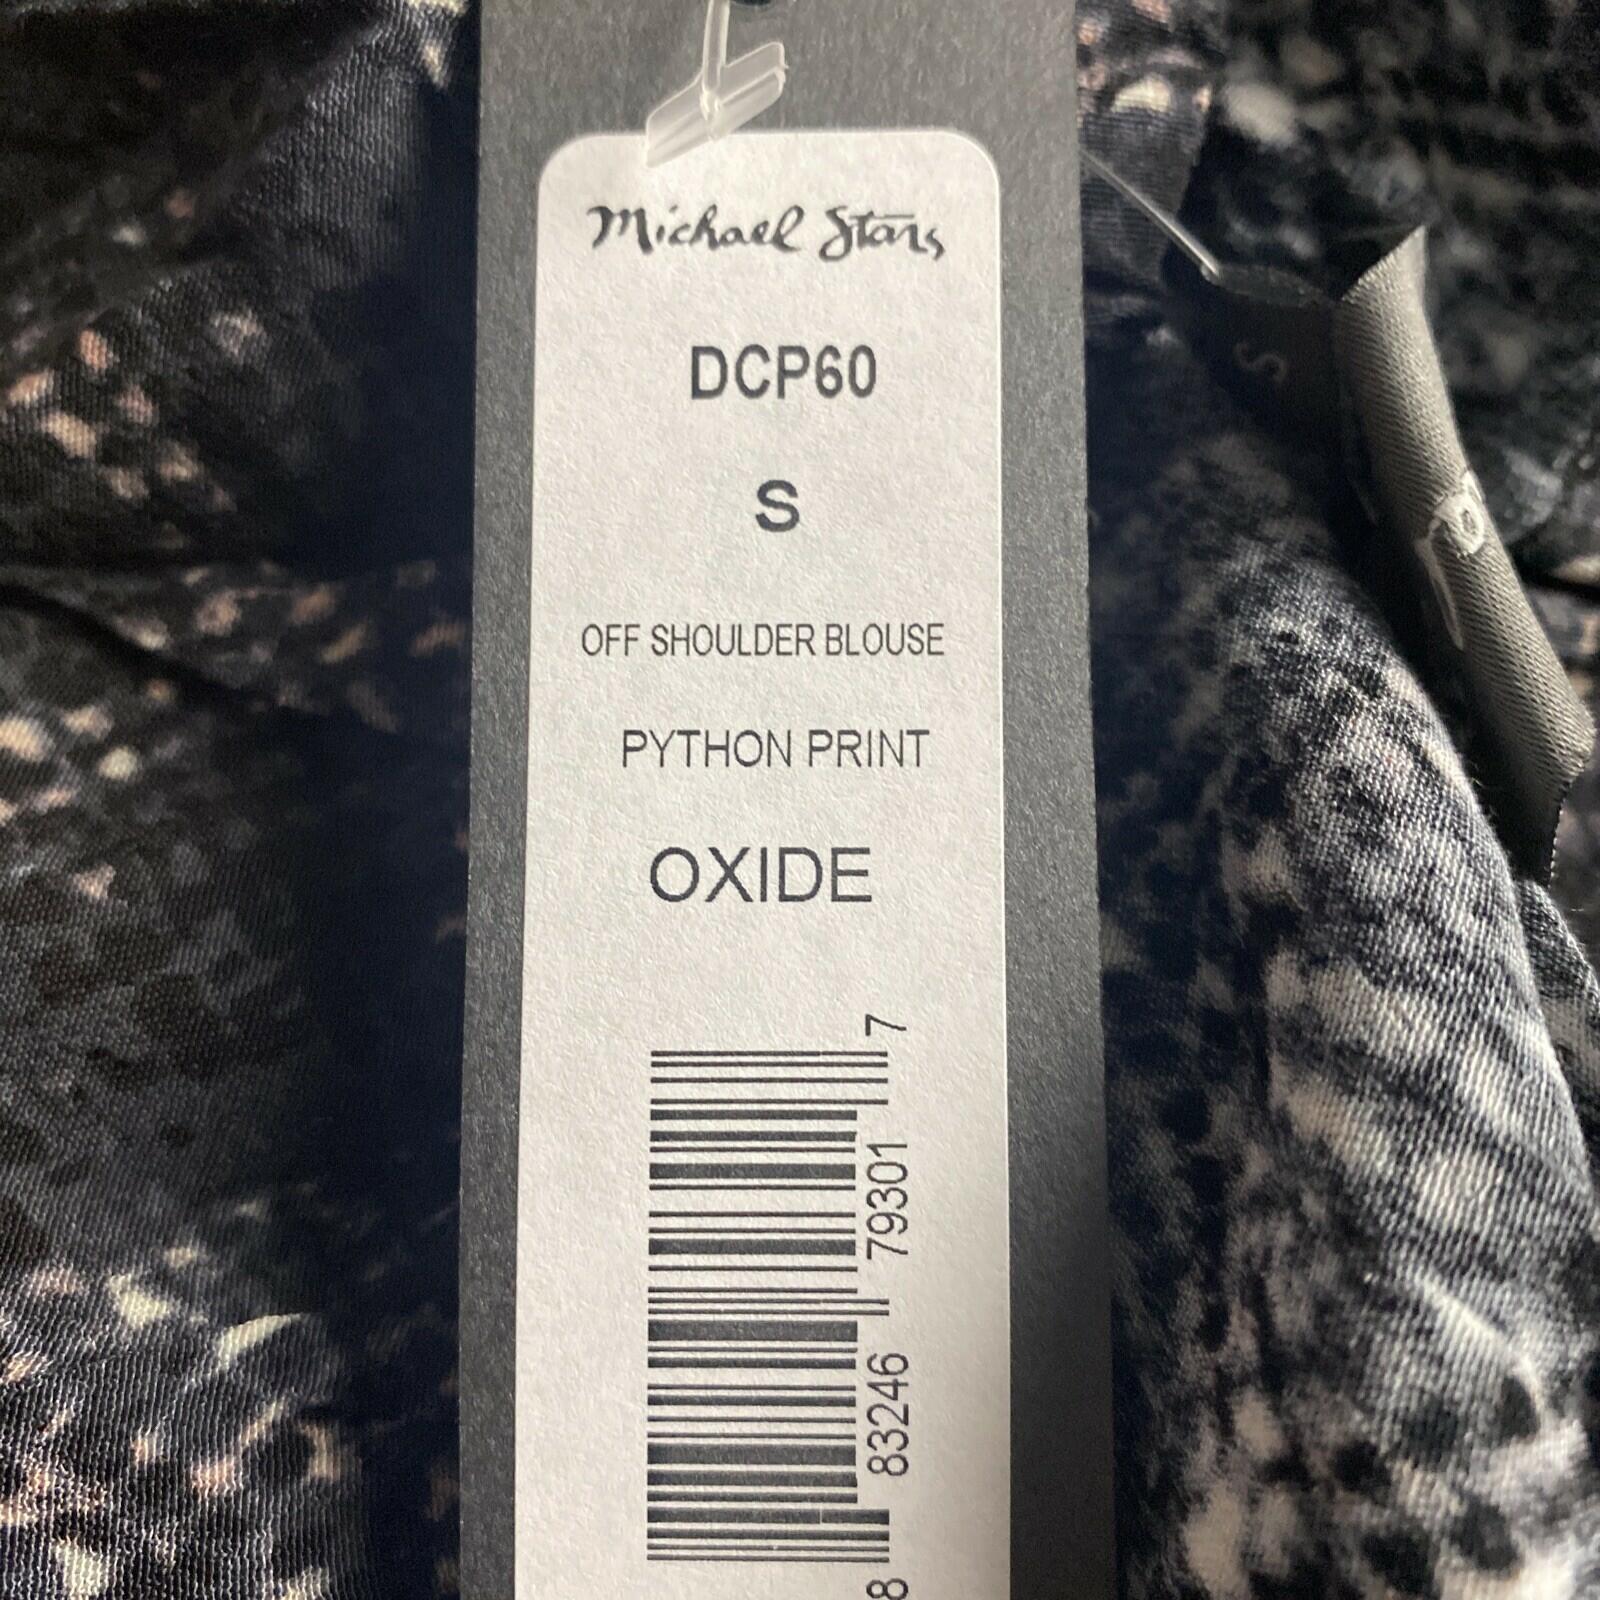 Michael Stars
DCP60
S
OFF SHOULDER BLOUSE
PYTHON PRINT
OXIDE
8 83246 79301 7
S